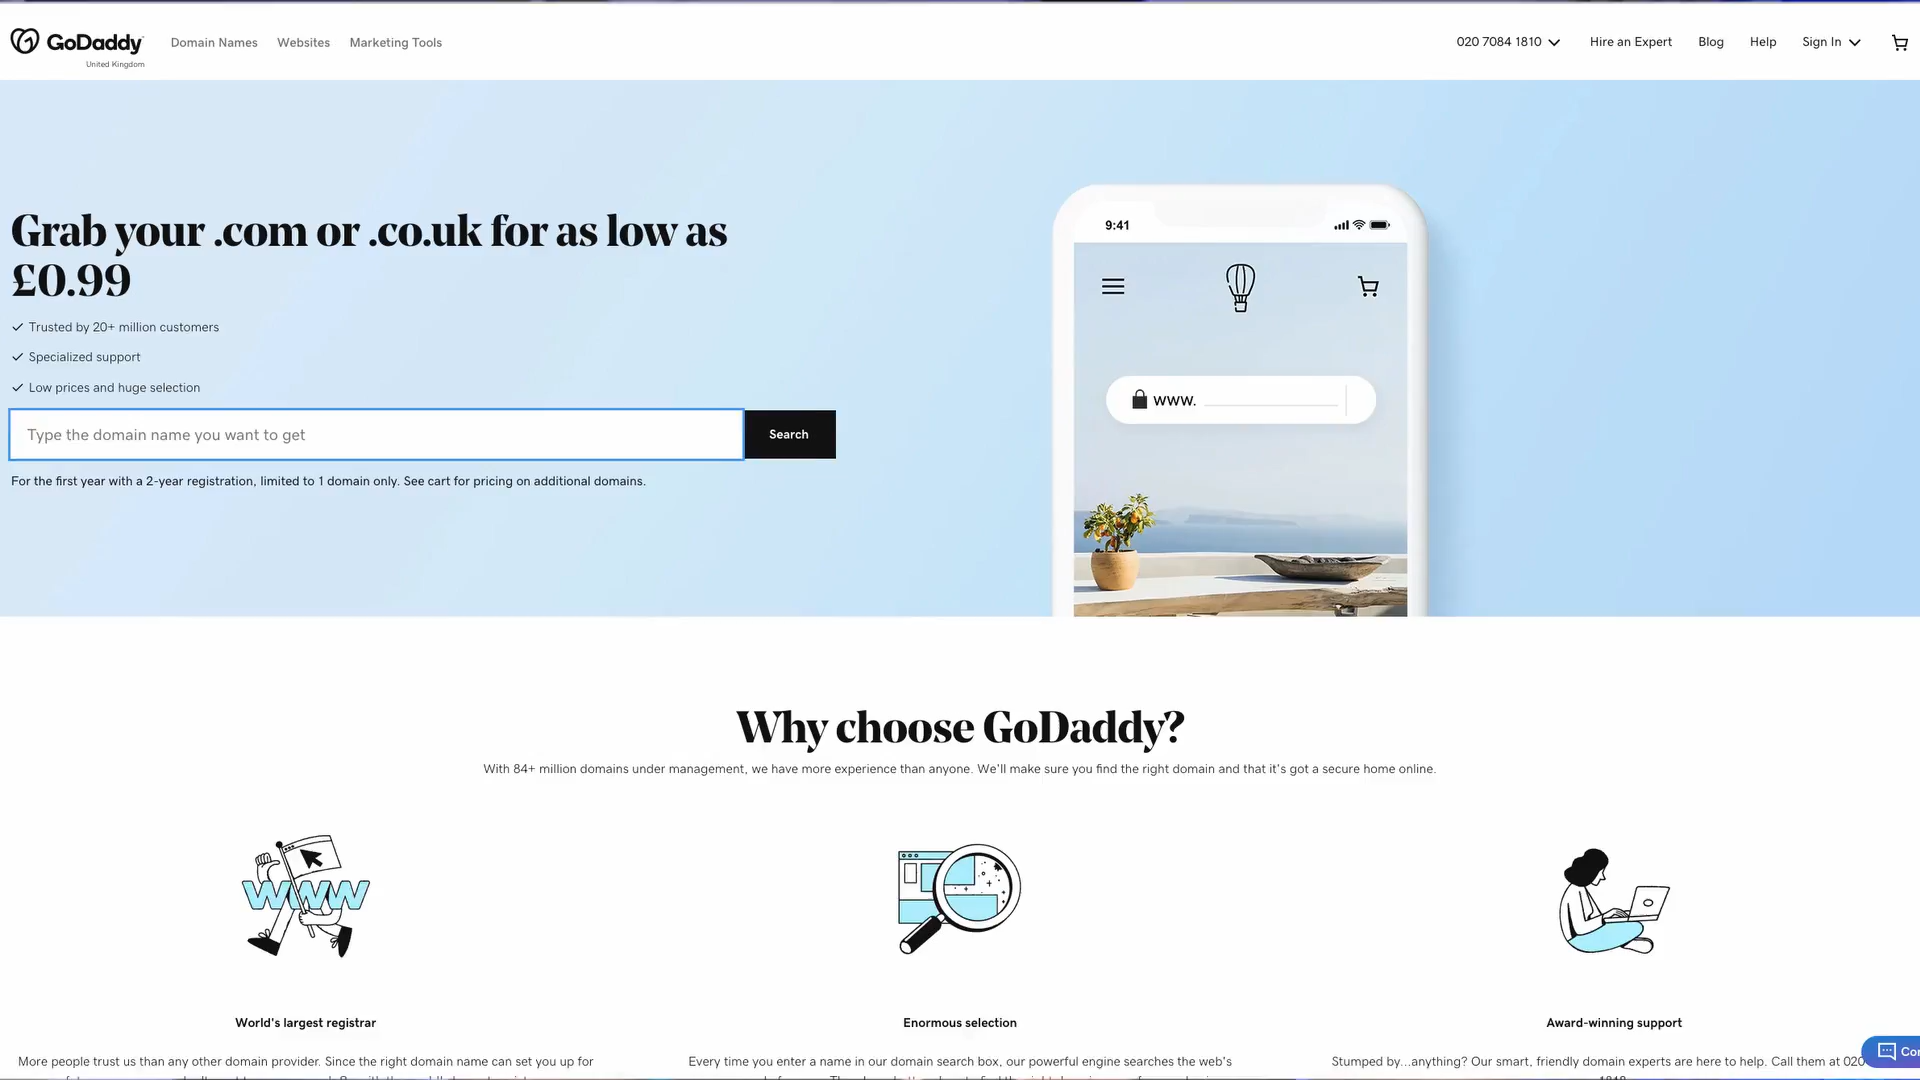 GoDaddy
United Kingdom
Domain Names Websites Marketing Tools
020 7084 1810 Hire an Expert Blog Help Sign In
Grab your .com or .co.uk for as low as
£0.99
Trusted by 20+ million customers
Specialized support
Low prices and huge selection
Type the domain name you want to get
Search
For the first year with a 2-year registration, limited to 1 domain only. See cart for pricing on additional domains.
9:41
www.
Why choose GoDaddy?
With 84+ million domains under management, we have more experience than anyone. We'll make sure you find the right domain and that it's got a secure home online.
WWW
World's largest registrar
More people trust us than any other domain provider. Since the right domain name can set you up for
Enormous selection
Every time you enter a name in our domain search box, our powerful engine searches the web's
Award-winning support
Stumped by...anything? Our smart, friendly domain experts are here to help. Call them at 020
Con